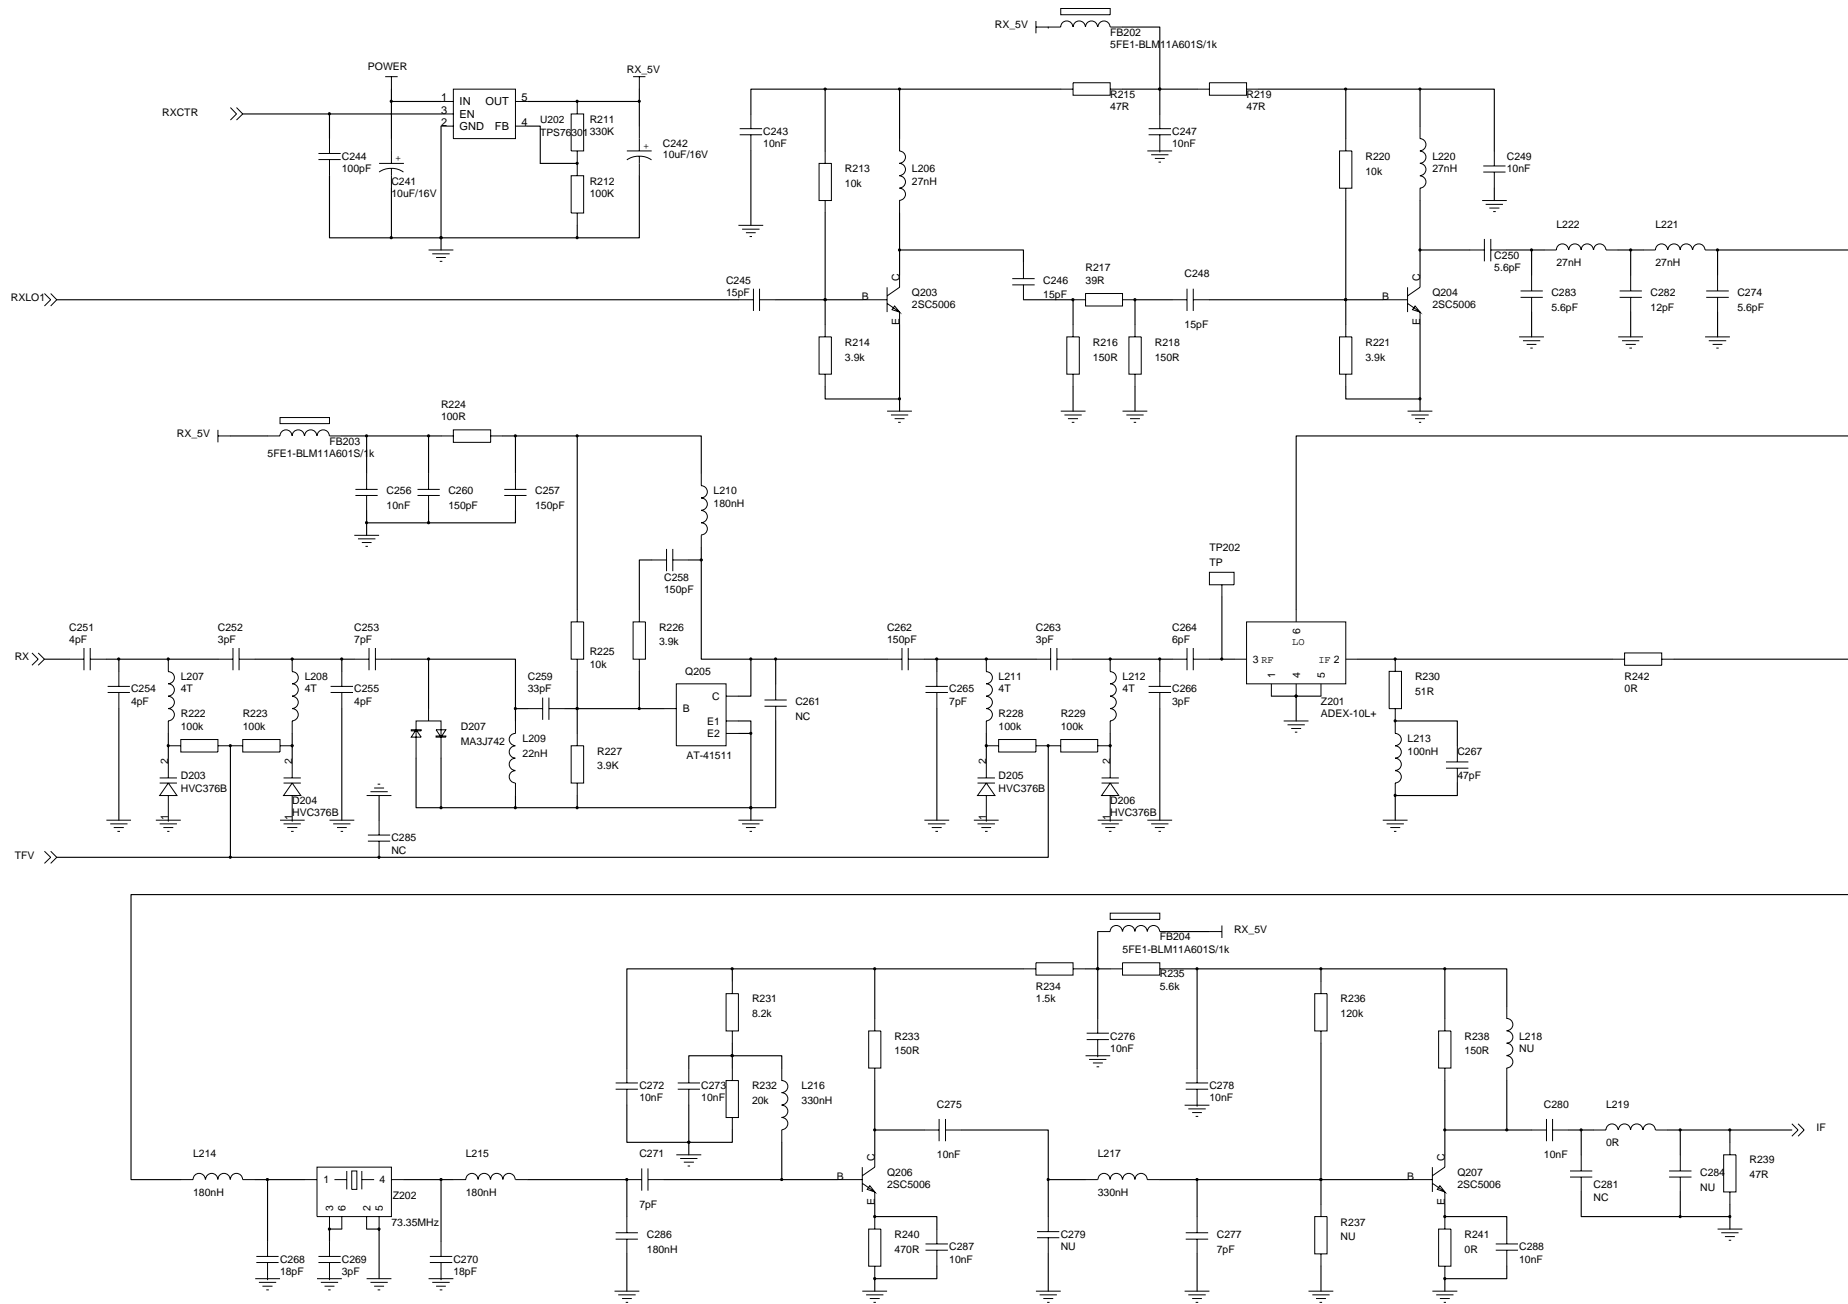 RX_5V
FB202
5FE1-BLM11A601S/1k
POWER
RX_5V
RXCTR
1 IN OUT 5
3 EN
2 GND FB 4
U202
TPS76301
R211
330K
C242
10uF/16V
C244
100pF
C241
10uF/16V
R212
100K
C243
10nF
R215
47R
R219
47R
C247
10nF
R213
10k
L206
27nH
R220
10k
L220
27nH
C249
10nF
L222
27nH
L221
27nH
C250
5.6pF
RXLO1
C245
15pF
B
C
E
Q203
2SC5006
C246
15pF
R217
39R
C248
15pF
B
C
E
Q204
2SC5006
C283
5.6pF
C282
12pF
C274
5.6pF
R214
3.9k
R216
150R
R218
150R
R221
3.9k
RX_5V
FB203
5FE1-BLM11A601S/1k
R224
100R
C256
10nF
C260
150pF
C257
150pF
L210
180nH
C258
150pF
TP202
TP
RX
C251
4pF
C252
3pF
C253
7pF
R225
10k
R226
3.9k
C262
150pF
C263
3pF
C264
6pF
6
LO
3 RF IF 2
1 4 5
Z201
ADEX-10L+
R242
0R
C254
4pF
L207
4T
L208
4T
C255
4pF
C259
33pF
Q205
C
B
E1
E2
AT-41511
C261
NC
C265
7pF
L211
4T
L212
4T
C266
3pF
R230
51R
R222
100k
R223
100k
D207
MA3J742
L209
22nH
R227
3.9K
R228
100k
R229
100k
L213
100nH
C267
47pF
2
D203
HVC376B
1
2
D204
HVC376B
1
2
D205
HVC376B
1
2
D206
HVC376B
1
C285
NC
TFV
FB204
5FE1-BLM11A601S/1k
RX_5V
R234
1.5k
R235
5.6k
R231
8.2k
R233
150R
C276
10nF
R236
120k
R238
150R
L218
NU
C272
10nF
C273
10nF
R232
20k
L216
330nH
C278
10nF
C275
10nF
C280
10nF
L219
0R
IF
L214
180nH
1 4
3 6 2 5
Z202
73.35MHz
L215
180nH
C271
7pF
B
C
E
Q206
2SC5006
L217
330nH
B
C
E
Q207
2SC5006
C281
NC
C284
NU
R239
47R
C268
18pF
C269
3pF
C270
18pF
C286
180nH
R240
470R
C287
10nF
C279
NU
C277
7pF
R237
NU
R241
0R
C288
10nF